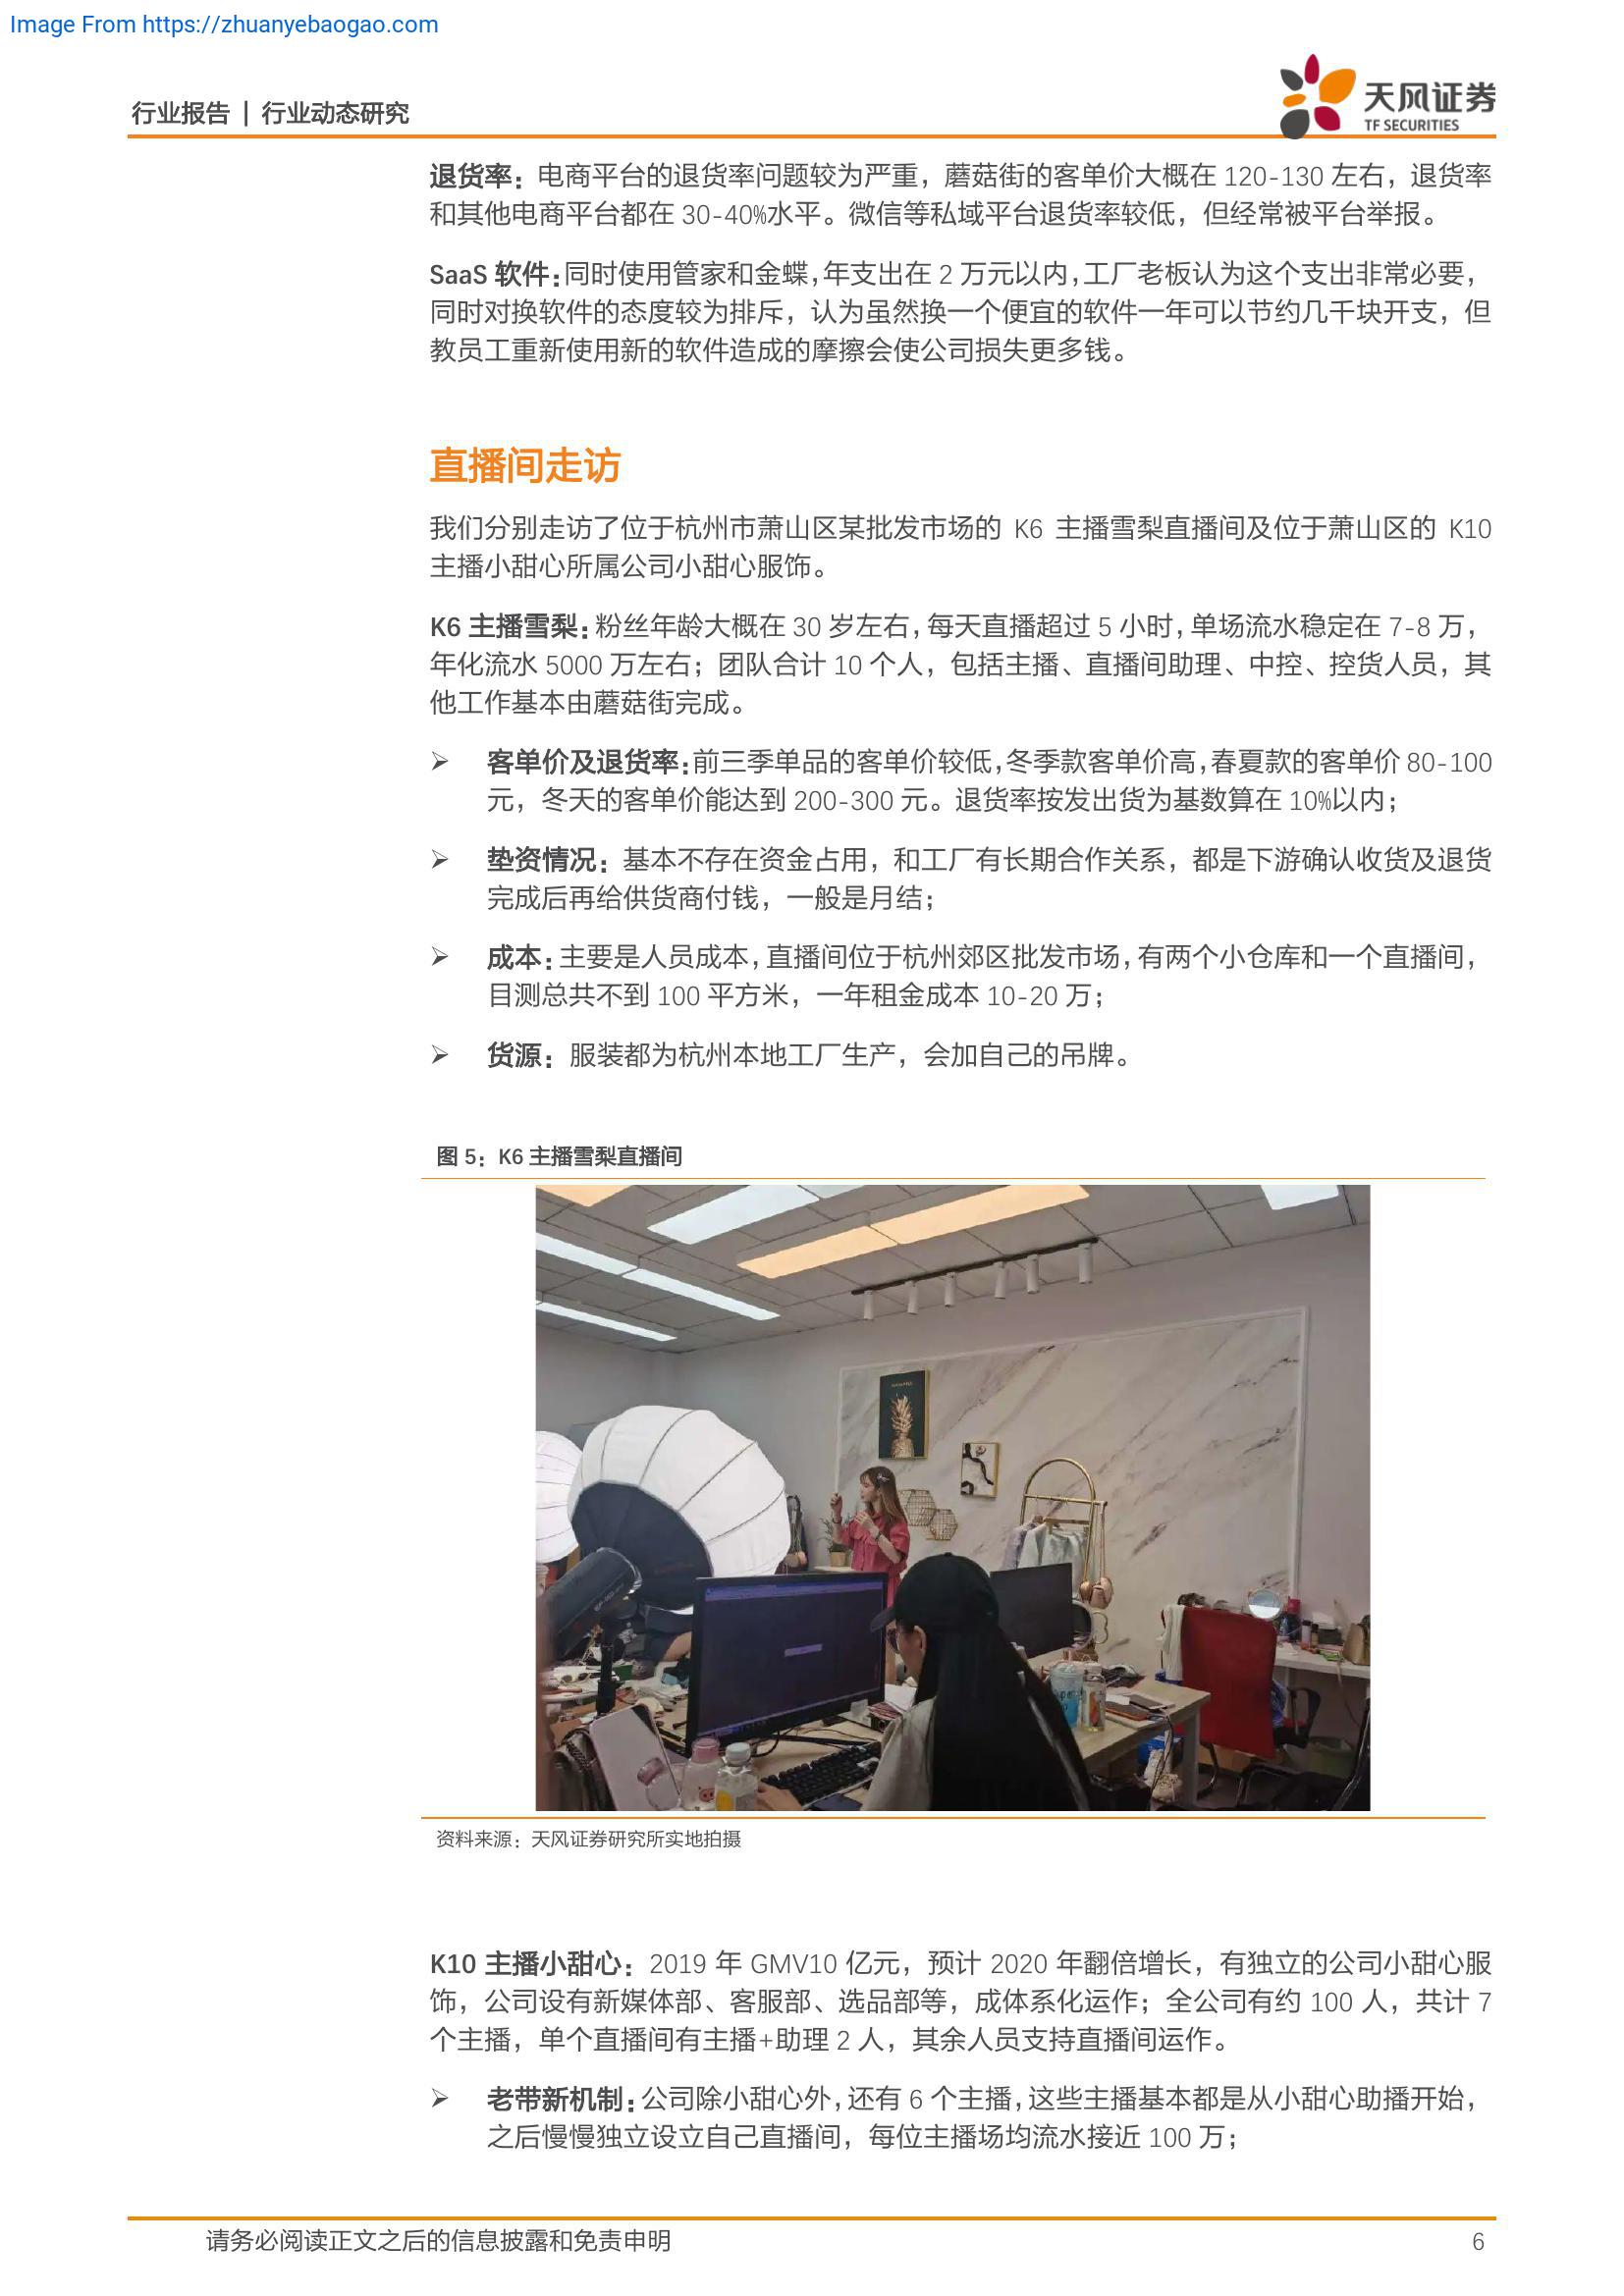 Image From https://zhuanyebaogao.com
行业报告 | 行业动态研究
天风证券
TF SECURITIES
退货率：电商平台的退货率问题较为严重，蘑菇街的客单价大概在 120-130 左右，退货率
和其他电商平台都在 30-40%水平。微信等私域平台退货率较低，但经常被平台举报。
SaaS 软件：同时使用管家和金蝶，年支出在 2 万元以内，工厂老板认为这个支出非常必要，
同时对换软件的态度较为排斥，认为虽然换一个便宜的软件一年可以节约几千块开支，但
教员工重新使用新的软件造成的摩擦会使公司损失更多钱。
直播间走访
我们分别走访了位于杭州市萧山区某批发市场的 K6 主播雪梨直播间及位于萧山区的 K10
主播小甜心所属公司小甜心服饰。
K6 主播雪梨：粉丝年龄大概在 30 岁左右，每天直播超过 5 小时，单场流水稳定在 7-8 万，
年化流水 5000 万左右；团队合计 10 个人，包括主播、直播间助理、中控、控货人员，其
他工作基本由蘑菇街完成。
➢ 客单价及退货率：前三季单品的客单价较低，冬季款客单价高，春夏款的客单价 80-100
元，冬天的客单价能达到 200-300 元。退货率按发出货为基数算在 10%以内；
➢ 垫资情况：基本不存在资金占用，和工厂有长期合作关系，都是下游确认收货及退货
完成后再给供货商付钱，一般是月结；
➢ 成本：主要是人员成本，直播间位于杭州郊区批发市场，有两个小仓库和一个直播间，
目测总共不到 100 平方米，一年租金成本 10-20 万；
➢ 货源：服装都为杭州本地工厂生产，会加自己的吊牌。
图 5：K6 主播雪梨直播间
资料来源：天风证券研究所实地拍摄
K10 主播小甜心：2019 年 GMV10 亿元，预计 2020 年翻倍增长，有独立的公司小甜心服
饰，公司设有新媒体部、客服部、选品部等，成体系化运作；全公司有约 100 人，共计 7
个主播，单个直播间有主播+助理 2 人，其余人员支持直播间运作。
➢ 老带新机制：公司除小甜心外，还有 6 个主播，这些主播基本都是从小甜心助播开始，
之后慢慢独立设立自己直播间，每位主播场均流水接近 100 万；
请务必阅读正文之后的信息披露和免责申明
6